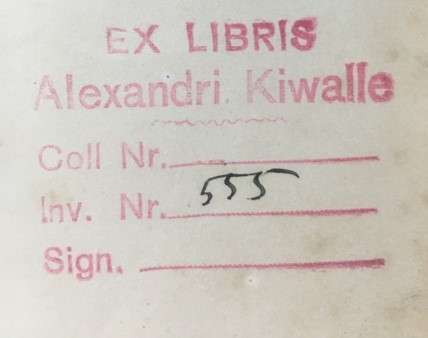 EX LIBRIS
Alexandri Kiwalle
Coll Nr.
Inv. Nr. 555
Sign.